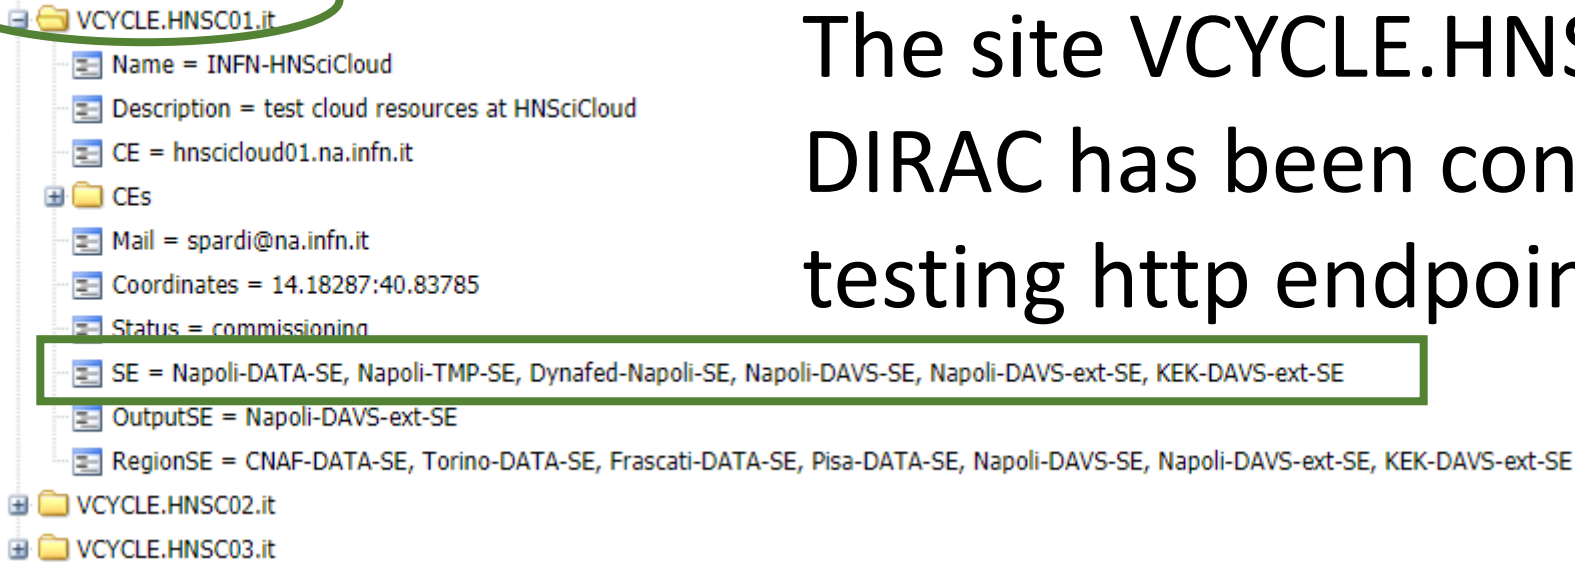 VCYCLE.HNSC01.it
Name = INFN-HNSciCloud
Description = test cloud resources at HNSciCloud
CE = hnscicloud01.na.infn.it
CEs
Mail = spardi@na.infn.it
Coordinates = 14.18287:40.83785
Status = commissioning
SE = Napoli-DATA-SE, Napoli-TMP-SE, Dynafed-Napoli-SE, Napoli-DAVS-SE, Napoli-DAVS-ext-SE, KEK-DAVS-ext-SE
OutputSE = Napoli-DAVS-ext-SE
RegionSE = CNAF-DATA-SE, Torino-DATA-SE, Frascati-DATA-SE, Pisa-DATA-SE, Napoli-DAVS-SE, Napoli-DAVS-ext-SE, KEK-DAVS-ext-SE
VCYCLE.HNSC02.it
VCYCLE.HNSC03.it
The site VCYCLE.HNS
DIRAC has been con
testing http endpoin